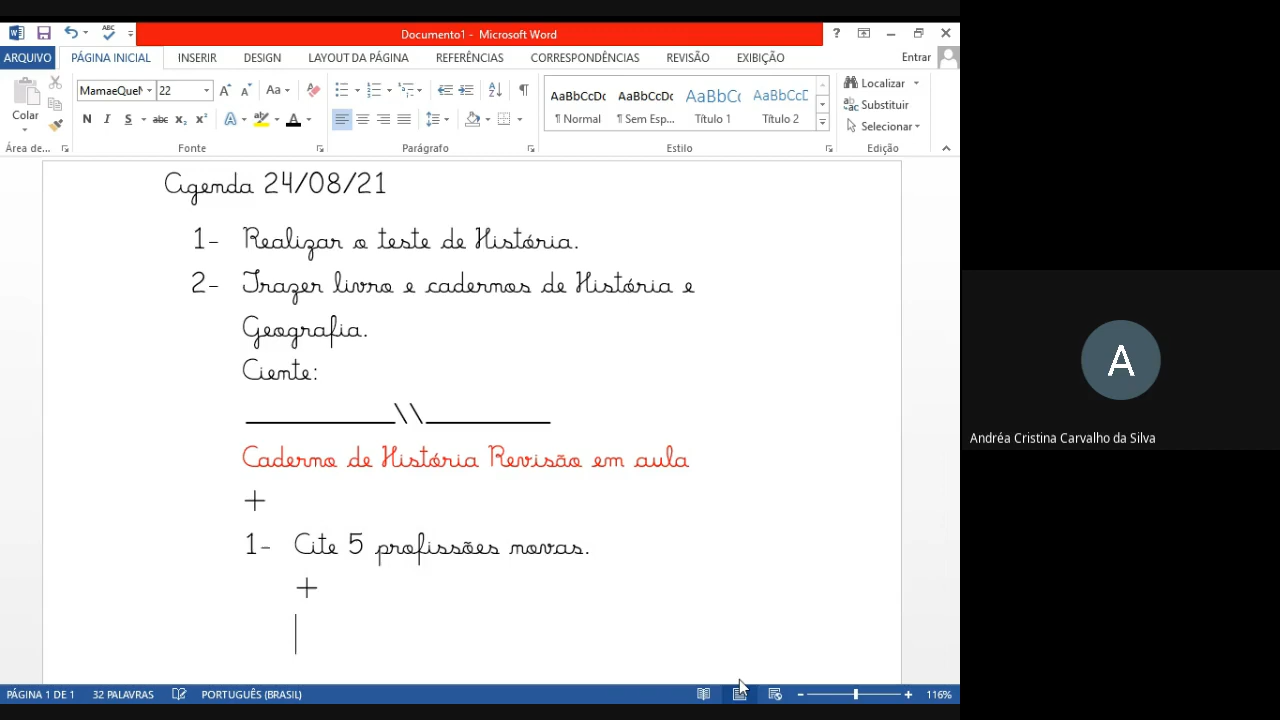 Documento1 - Microsoft Word
ARQUIVO PÁGINA INICIAL INSERIR DESIGN LAYOUT DA PÁGINA REFERÊNCIAS CORRESPONDÊNCIAS REVISÃO EXIBIÇÃO Entrar
Colar
MamaeQueN 22
AaBbCcDc AaBbCcDc AaBbCc AaBbCcD
¶ Normal ¶ Sem Esp... Título 1 Título 2
Localizar
Substituir
Selecionar
Área de... Fonte Parágrafo Estilo Edição
Agenda 24/08/21
1- Realizar o teste de História.
2- Trazer livro e cadernos de História e
Geografia.
Ciente:
__________\\________
Caderno de História Revisão em aula
+
1- Cite 5 profissões novas.
+
A
Andréa Cristina Carvalho da Silva
PÁGINA 1 DE 1 32 PALAVRAS PORTUGUÊS (BRASIL) 116%